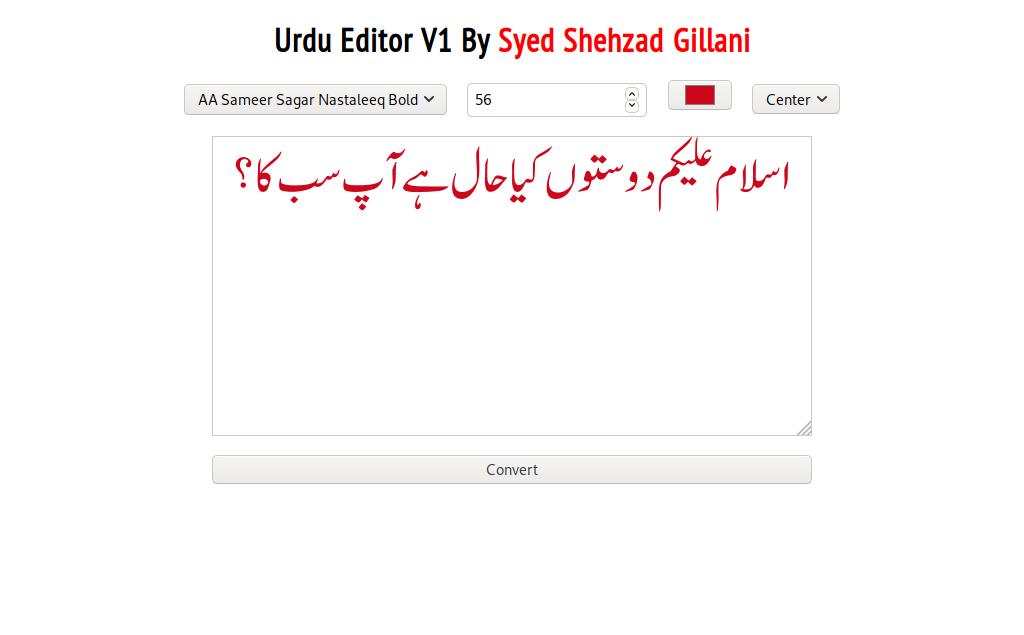 Urdu Editor V1 By Syed Shehzad Gillani
AA Sameer Sagar Nastaleeq Bold 56 Center
اسلام علیکم دوستوں کیا حال ہے آپ سب کا؟
Convert